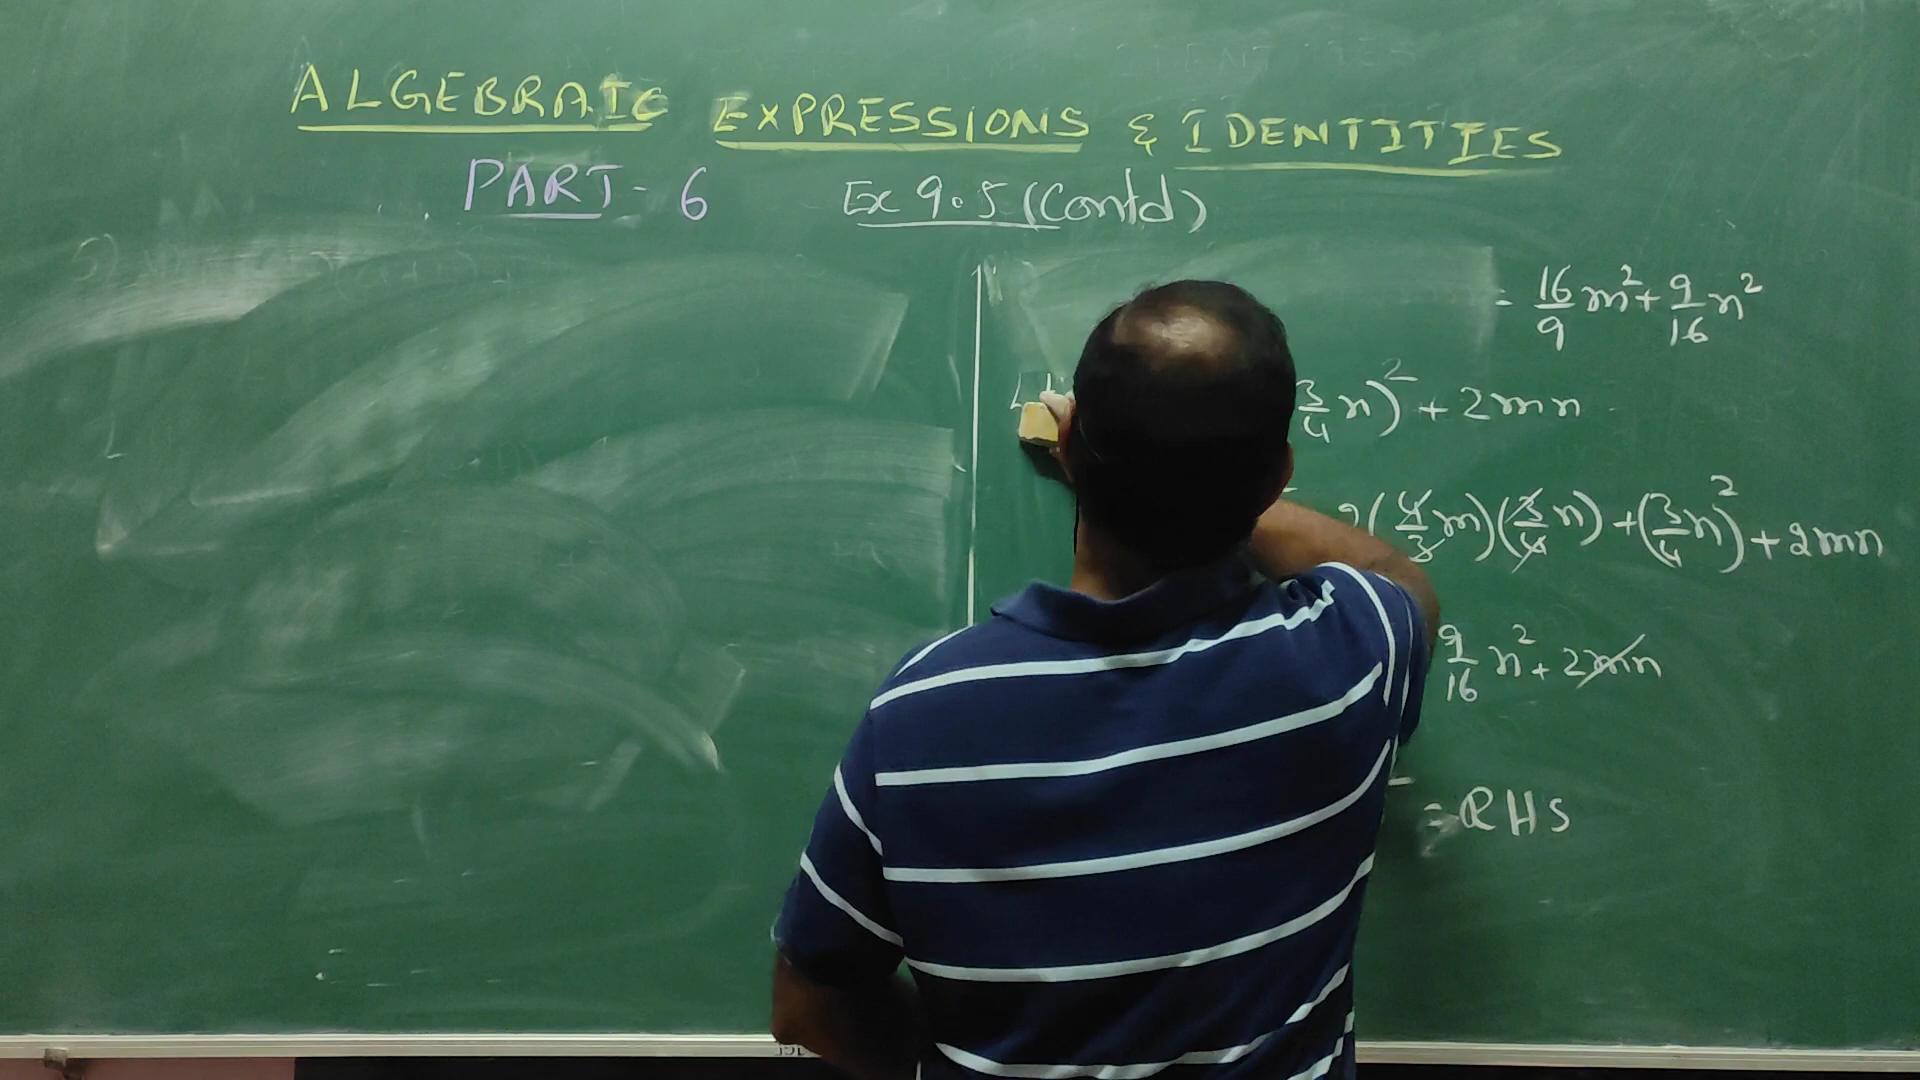 ALGEBRAIC EXPRESSIONS & IDENTITIES
PART - 6 Ex 9.5 (Contd)
= 16/9 m² + 9/16 n²
3/4 n)² + 2mn
2(4/3 m)(3/4 n) + (3/4 n)² + 2mn
9/16 n² + 2mn
= RHS